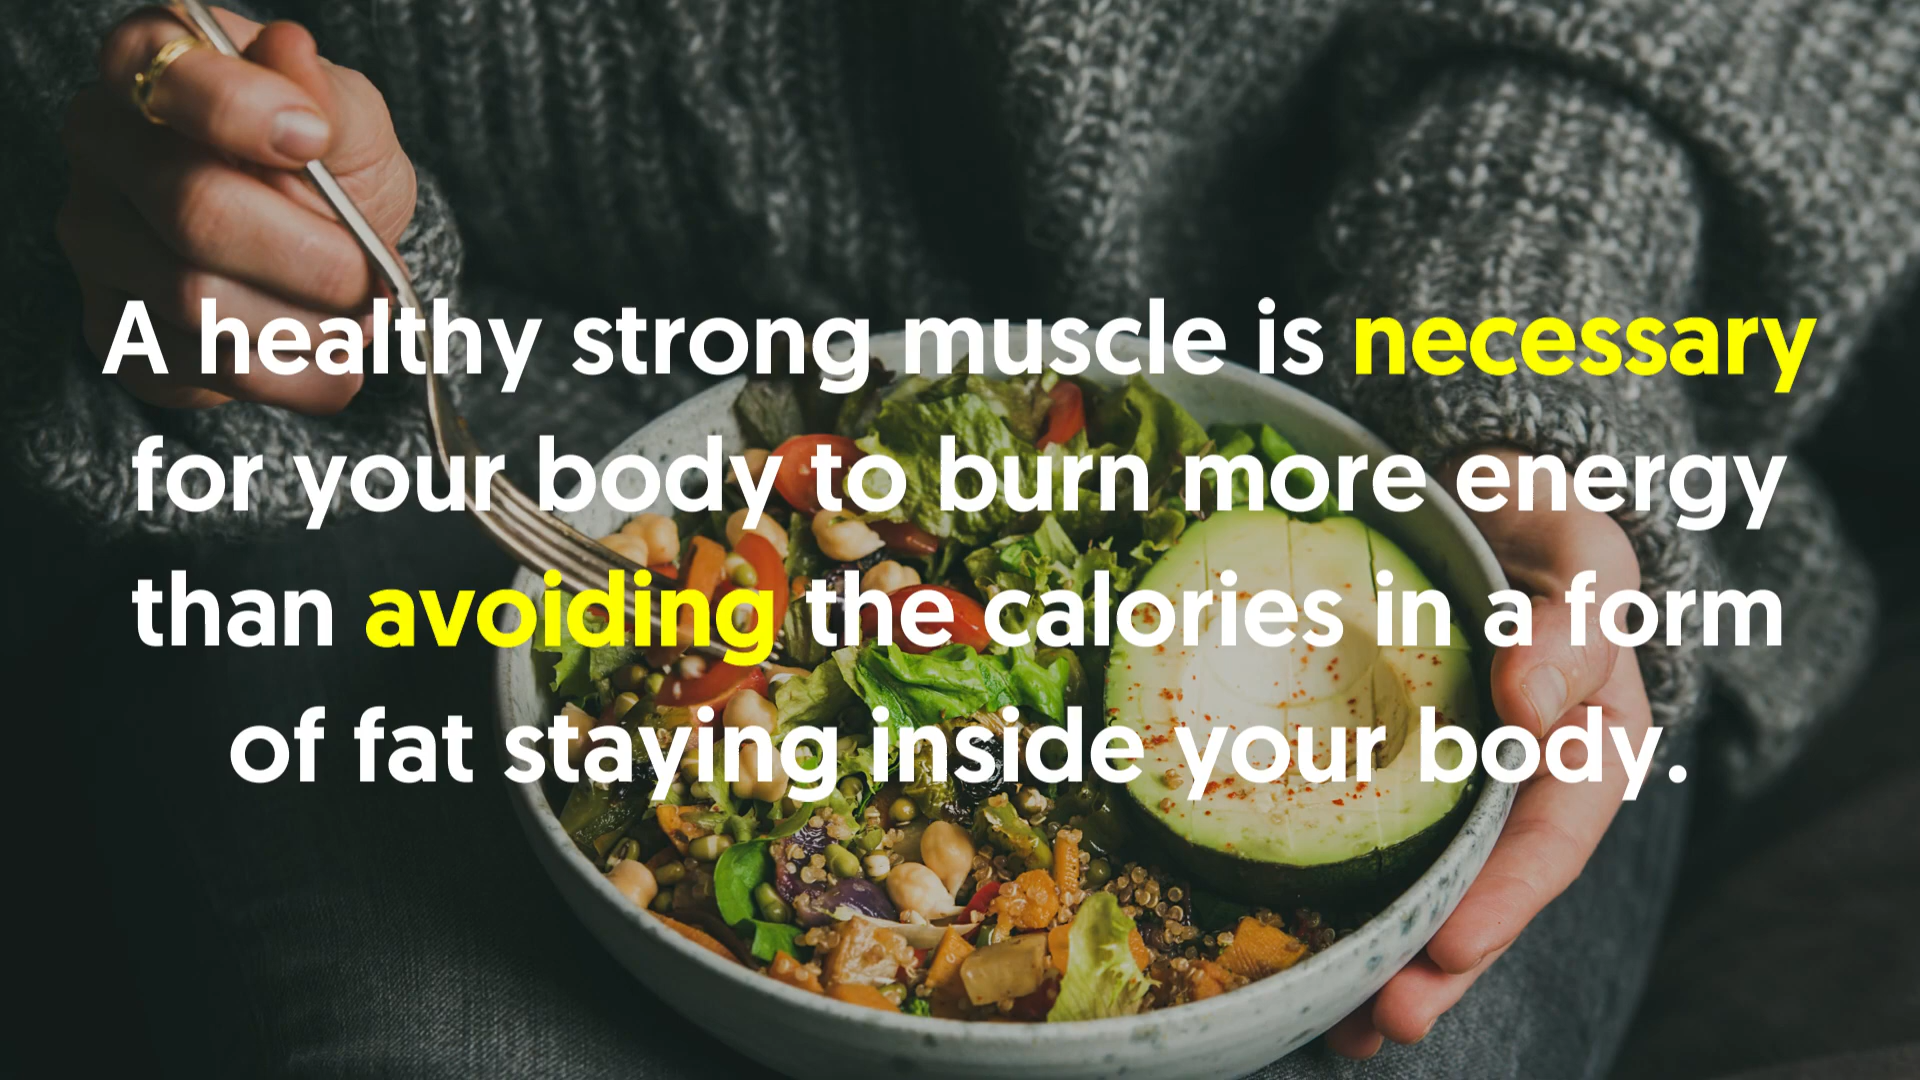 A healthy strong muscle is necessary
for your body to burn more energy
than avoiding the calories in a form
of fat staying inside your body.